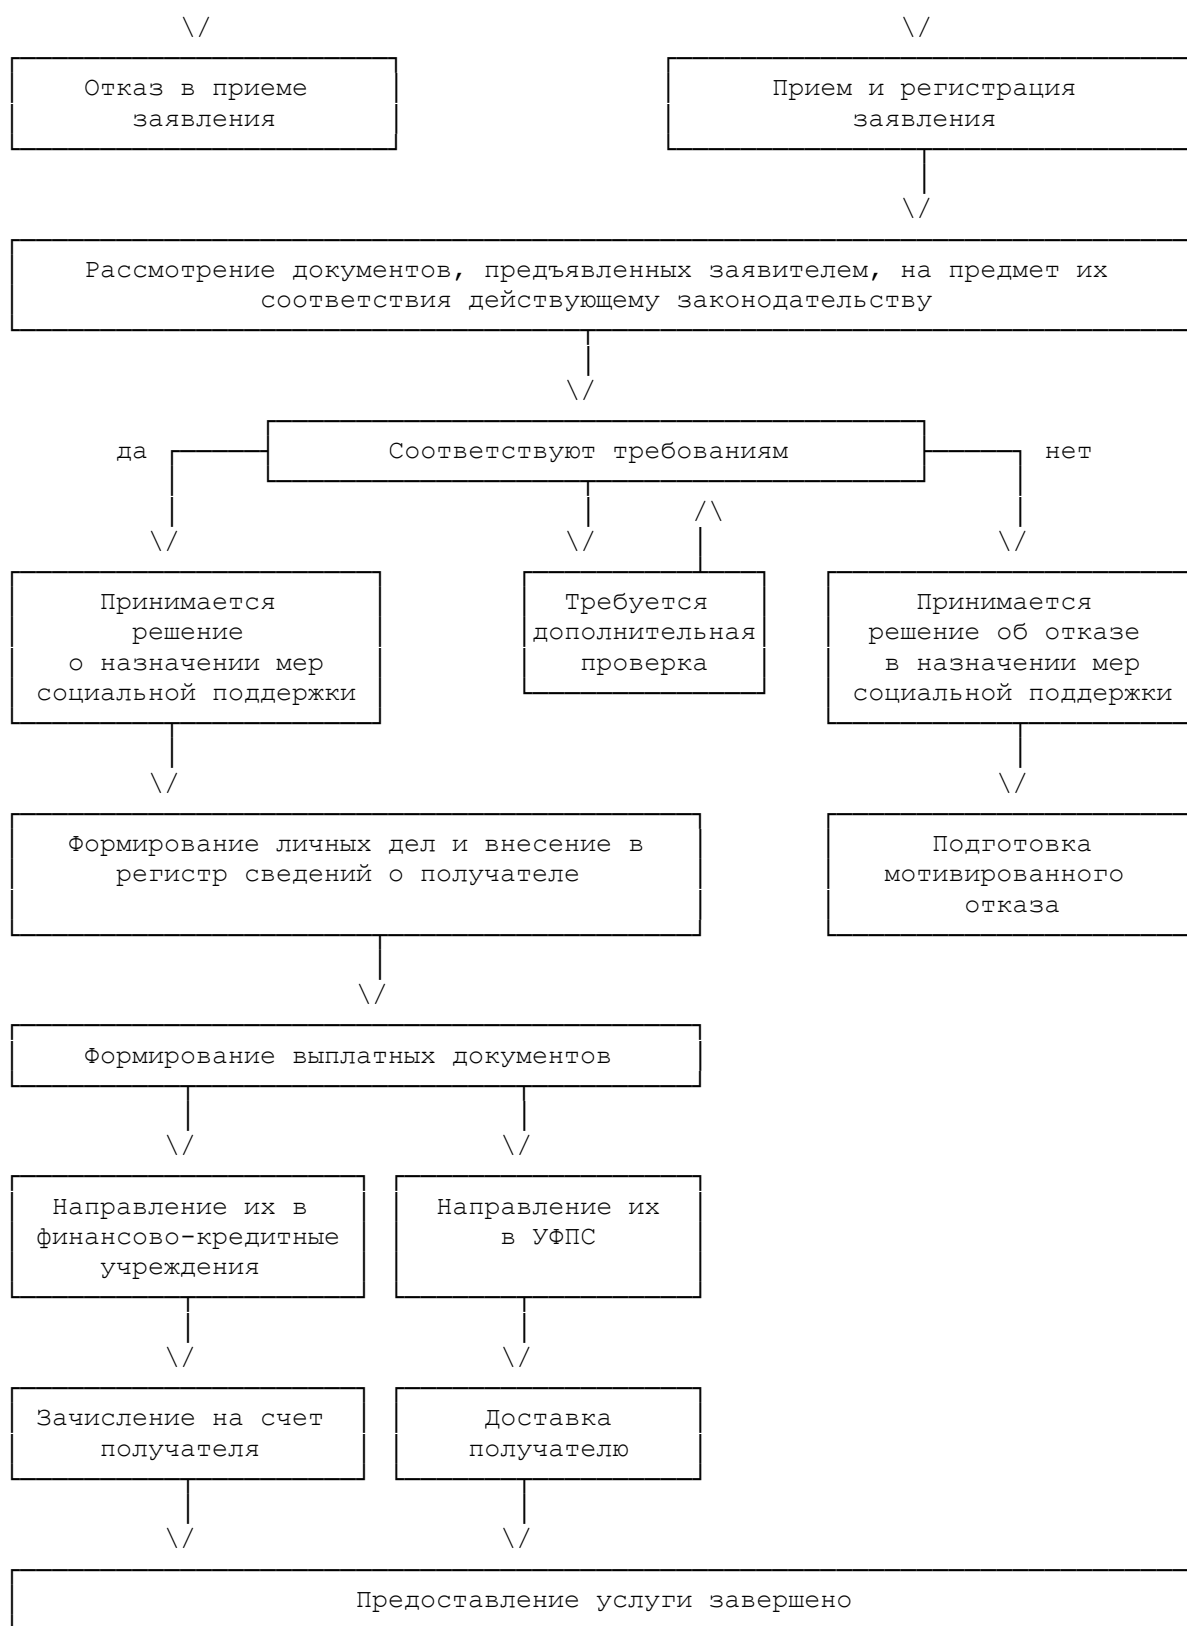 Отказ в приеме
заявления
Прием и регистрация
заявления
Рассмотрение документов, предъявленных заявителем, на предмет их
соответствия действующему законодательству
да
Соответствуют требованиям
нет
Принимается
решение
о назначении мер
социальной поддержки
Требуется
дополнительная
проверка
Принимается
решение об отказе
в назначении мер
социальной поддержки
Формирование личных дел и внесение в
регистр сведений о получателе
Подготовка
мотивированного
отказа
Формирование выплатных документов
Направление их в
финансово-кредитные
учреждения
Направление их
в УФПС
Зачисление на счет
получателя
Доставка
получателю
Предоставление услуги завершено